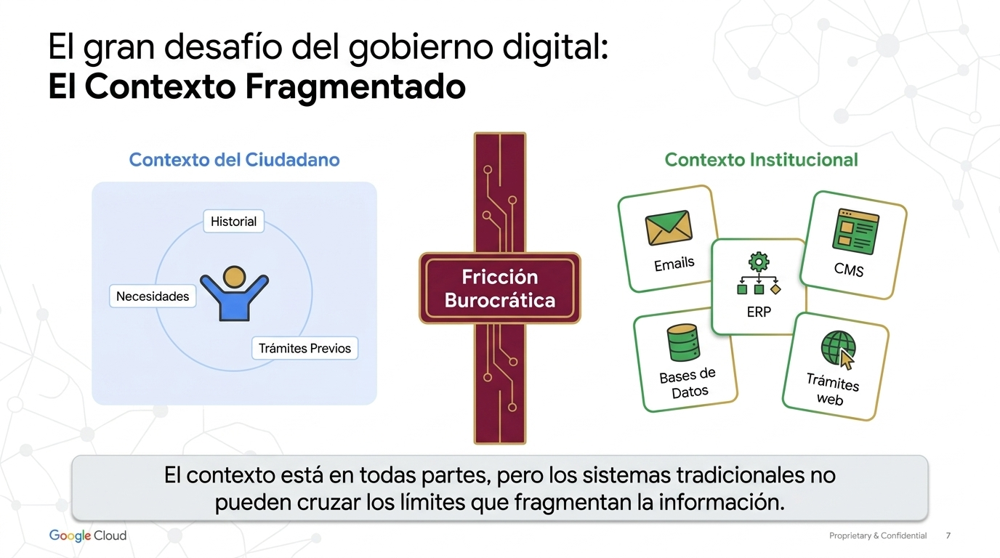 El gran desafío del gobierno digital:
El Contexto Fragmentado
Contexto del Ciudadano
Historial
Necesidades
Trámites Previos
Fricción
Burocrática
Contexto Institucional
Emails
CMS
ERP
Bases de
Datos
Trámites
web
El contexto está en todas partes, pero los sistemas tradicionales no
pueden cruzar los límites que fragmentan la información.
Google Cloud
Proprietary & Confidential
7